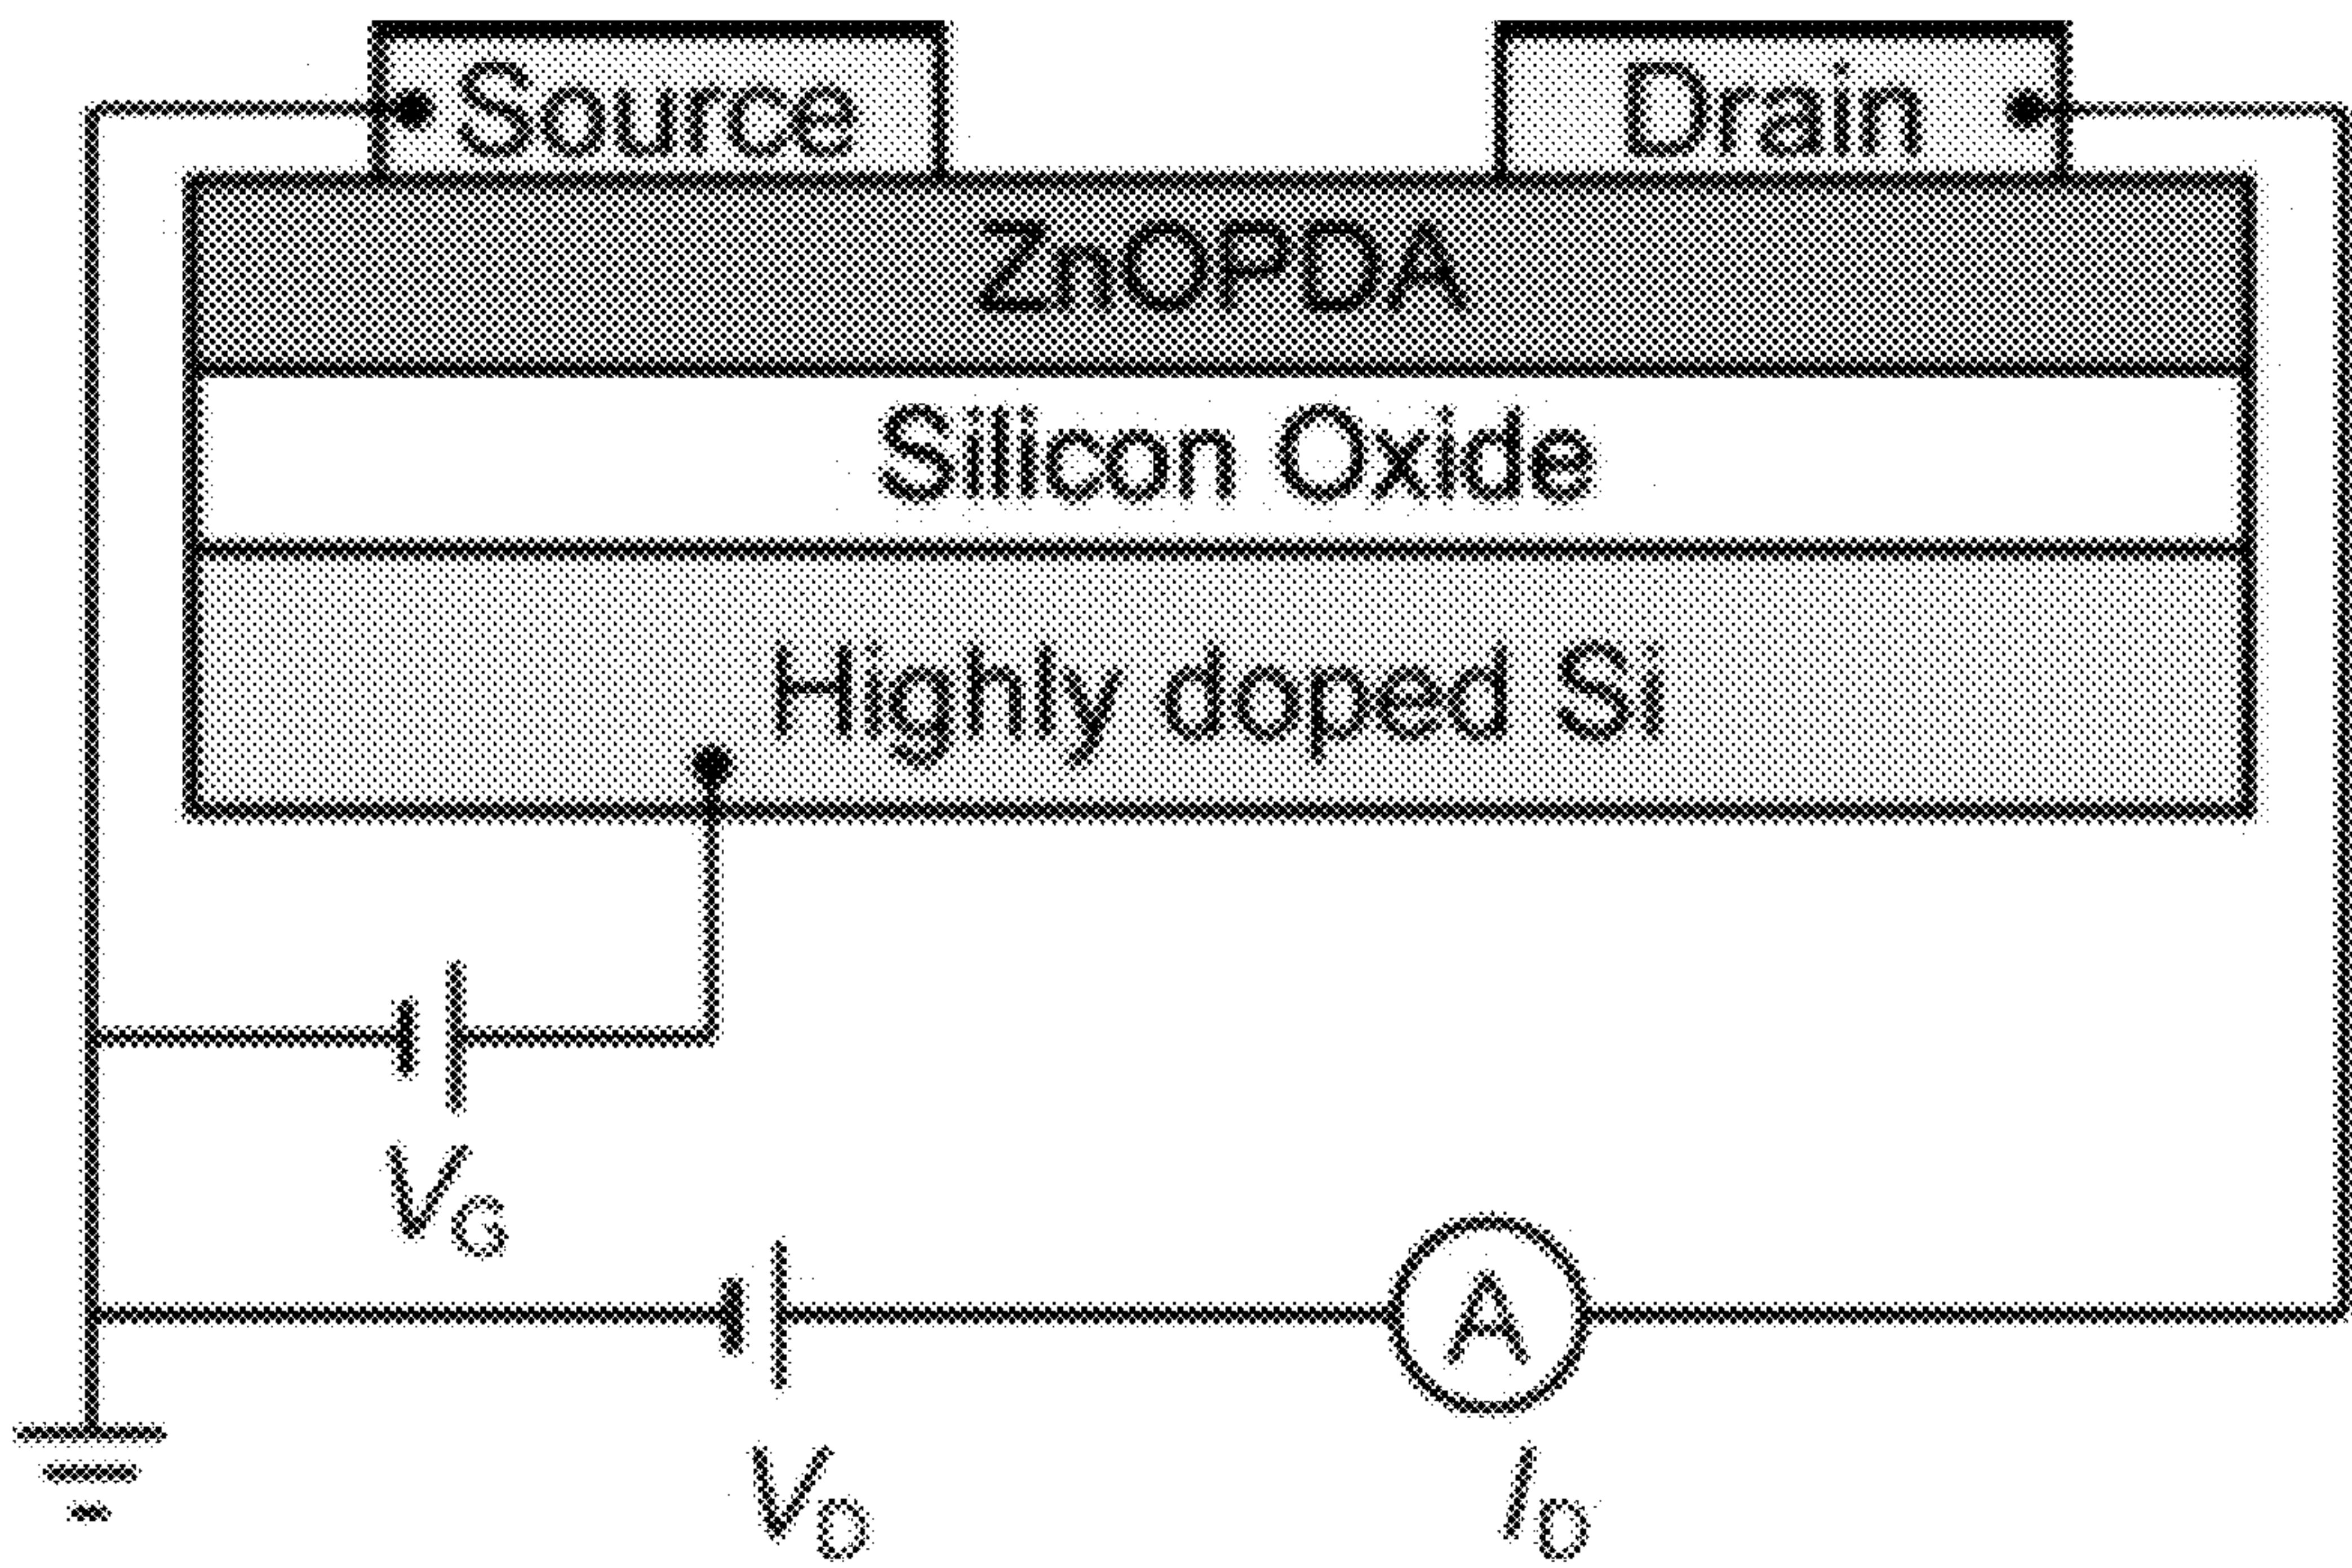 Source
Drain
ZnOPDA
Silicon Oxide
Highly doped Si
VG
A
VD
ID